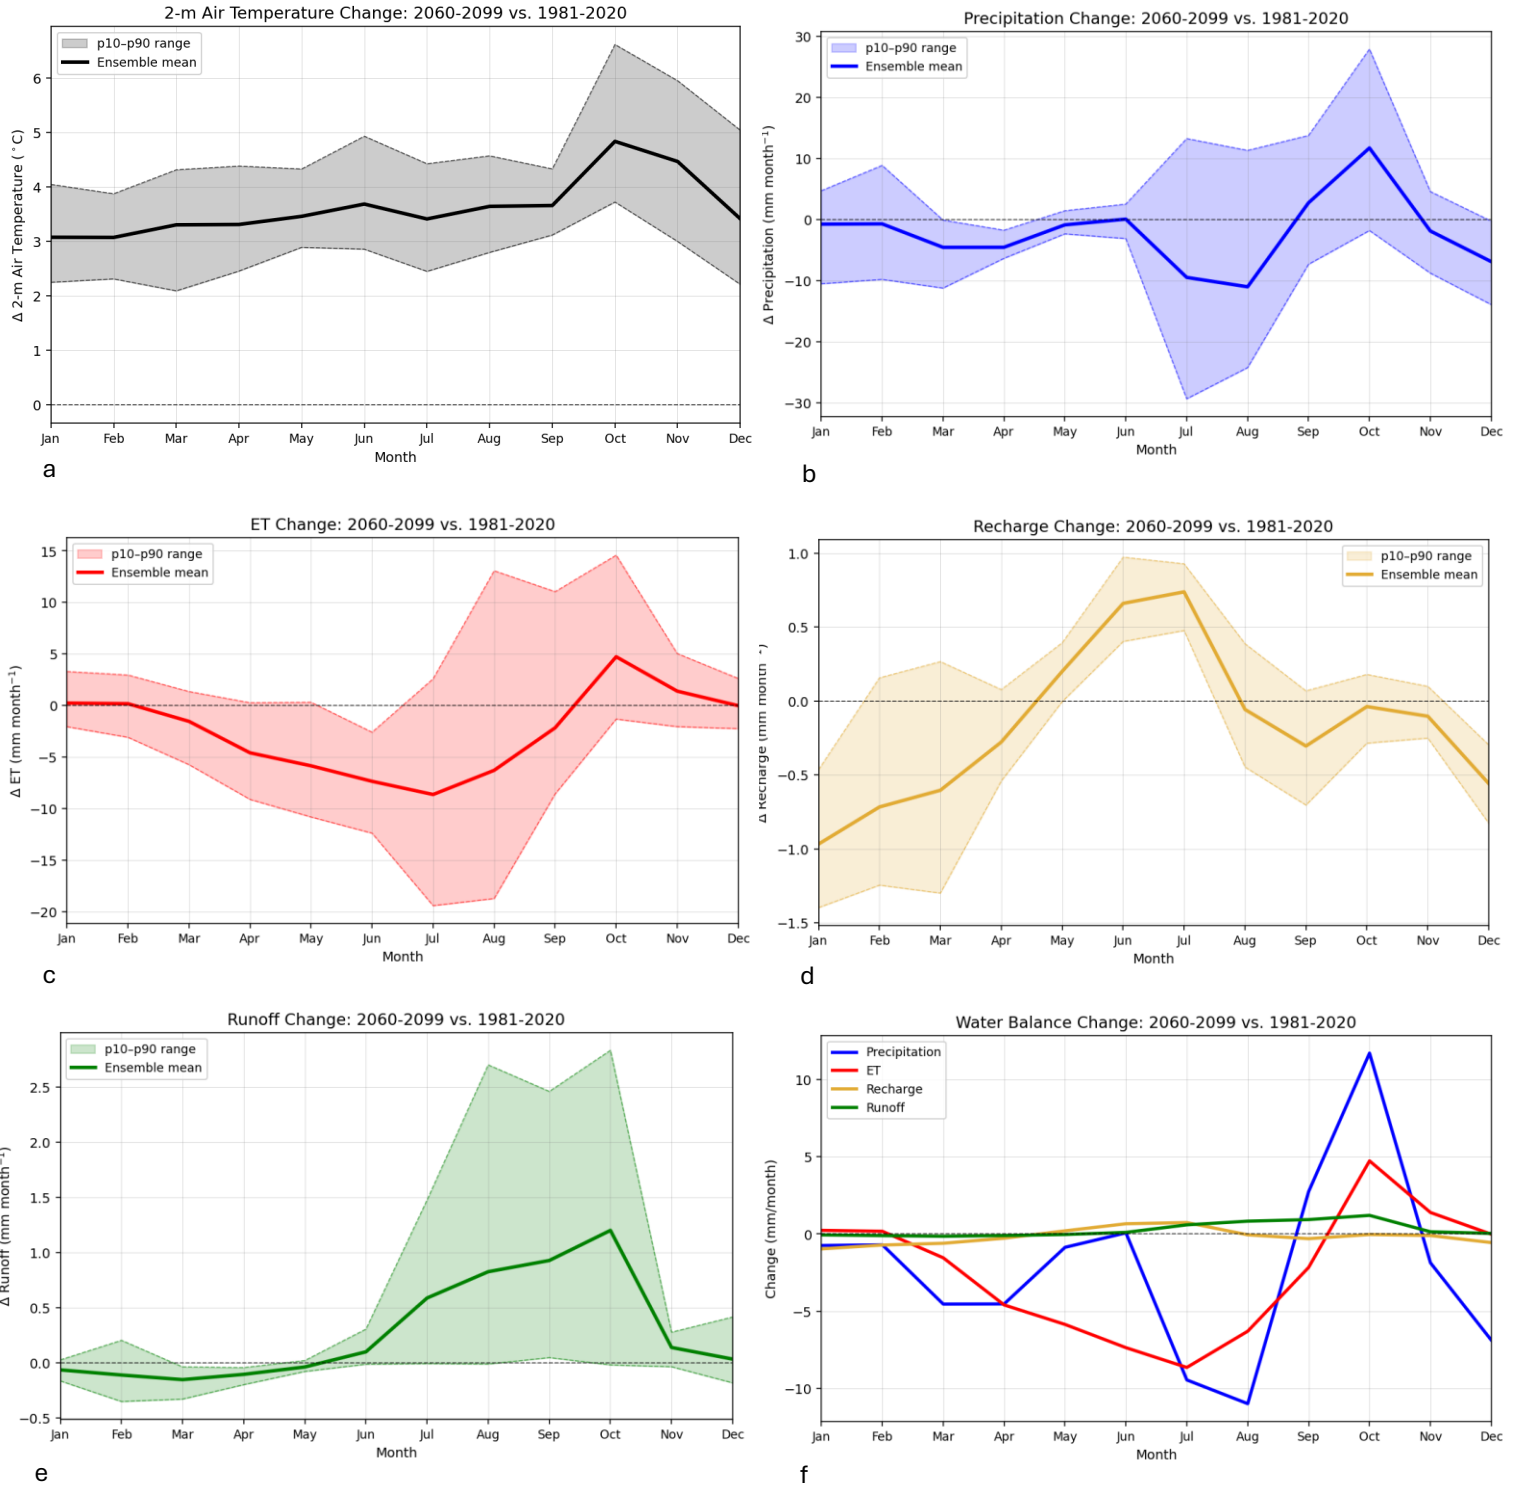 2-m Air Temperature Change: 2060-2099 vs. 1981-2020
p10–p90 range
Ensemble mean
Δ 2-m Air Temperature (°C)
6
5
4
3
2
1
0
Jan Feb Mar Apr May Jun Jul Aug Sep Oct Nov Dec
Month
a
Precipitation Change: 2060-2099 vs. 1981-2020
p10–p90 range
Ensemble mean
Δ Precipitation (mm month⁻¹)
30
20
10
0
−10
−20
−30
Jan Feb Mar Apr May Jun Jul Aug Sep Oct Nov Dec
Month
b
ET Change: 2060-2099 vs. 1981-2020
p10–p90 range
Ensemble mean
Δ ET (mm month⁻¹)
15
10
5
0
−5
−10
−15
−20
Jan Feb Mar Apr May Jun Jul Aug Sep Oct Nov Dec
Month
c
Recharge Change: 2060-2099 vs. 1981-2020
p10–p90 range
Ensemble mean
Δ Recharge (mm month⁻¹)
1.0
0.5
0.0
−0.5
−1.0
−1.5
Jan Feb Mar Apr May Jun Jul Aug Sep Oct Nov Dec
Month
d
Runoff Change: 2060-2099 vs. 1981-2020
p10–p90 range
Ensemble mean
Δ Runoff (mm month⁻¹)
2.5
2.0
1.5
1.0
0.5
0.0
−0.5
Jan Feb Mar Apr May Jun Jul Aug Sep Oct Nov Dec
Month
e
Water Balance Change: 2060-2099 vs. 1981-2020
Precipitation
ET
Recharge
Runoff
Change (mm/month)
10
5
0
−5
−10
Jan Feb Mar Apr May Jun Jul Aug Sep Oct Nov Dec
Month
f